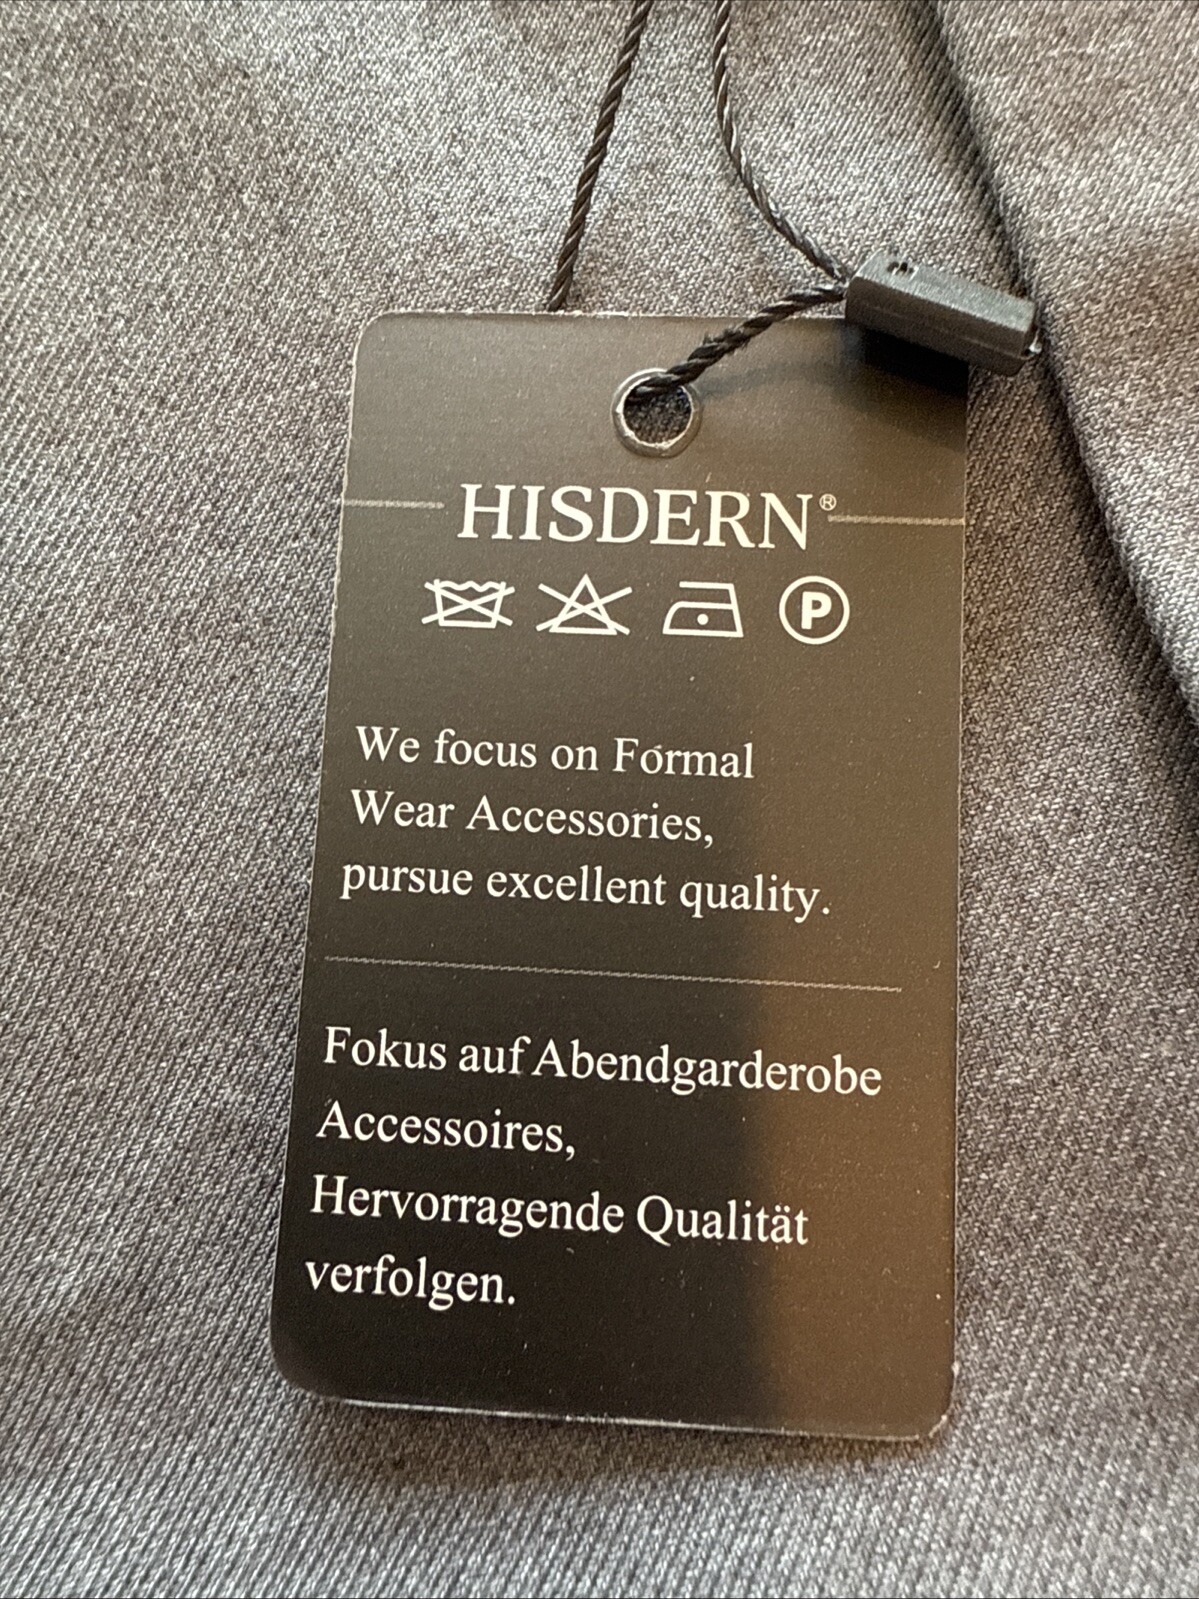 HISDERN®
P
We focus on Formal
Wear Accessories,
pursue excellent quality.
Fokus auf Abendgarderobe
Accessoires,
Hervorragende Qualität
verfolgen.